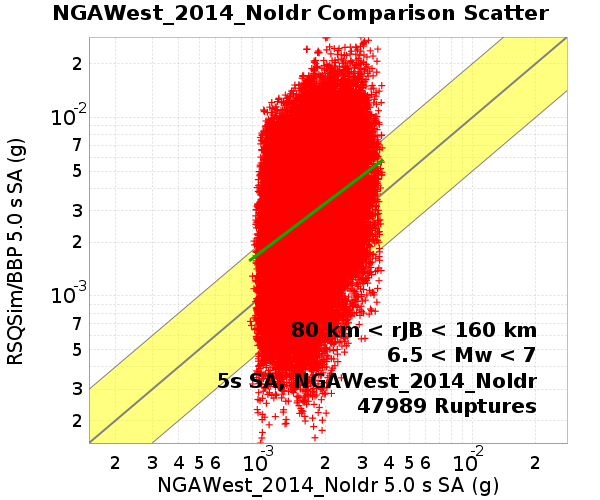 NGAWest_2014_NoIdr Comparison Scatter
RSQSim/BBP 5.0 s SA (g)
2
10-2
7
5
3
2
10-3
7
5
3
2
80 km < rJB < 160 km
6.5 < Mw < 7
5s SA, NGAWest_2014_NoIdr
47989 Ruptures
2 3 4 5 6 10-3 2 3 4 5 6 10-2 2
NGAWest_2014_NoIdr 5.0 s SA (g)